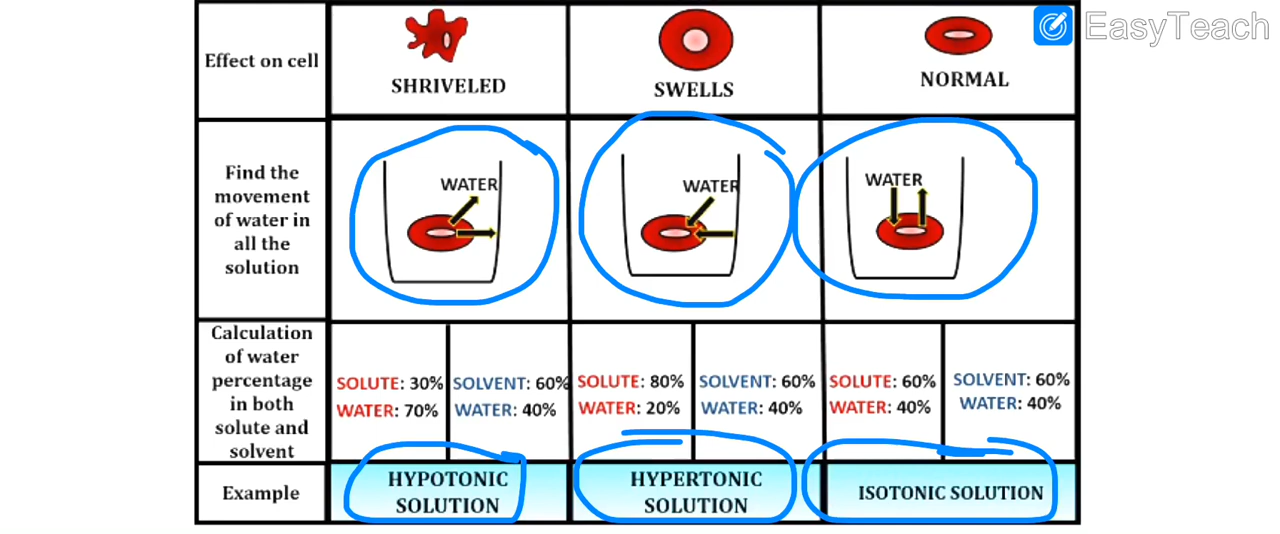 EasyTeach
Effect on cell
SHRIVELED
SWELLS
NORMAL
Find the
movement
of water in
all the
solution
WATER
WATER
WATER
Calculation
of water
percentage
in both
solute and
solvent
SOLUTE: 30%
WATER: 70%
SOLVENT: 60%
WATER: 40%
SOLUTE: 80%
WATER: 20%
SOLVENT: 60%
WATER: 40%
SOLUTE: 60%
WATER: 40%
SOLVENT: 60%
WATER: 40%
Example
HYPOTONIC
SOLUTION
HYPERTONIC
SOLUTION
ISOTONIC SOLUTION